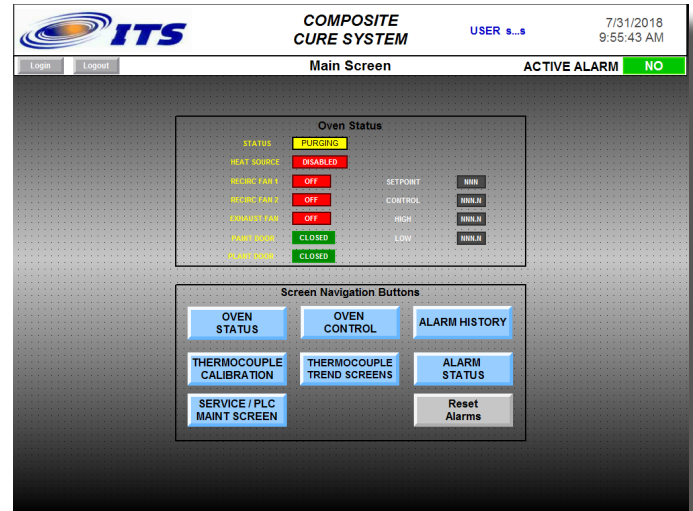 ITS
COMPOSITE
CURE SYSTEM
USER s...s
7/31/2018
9:55:43 AM
Login
Logout
Main Screen
ACTIVE ALARM
NO
Oven Status
STATUS
PURGING
HEAT SOURCE
DISABLED
RECIRC FAN 1
OFF
SETPOINT
NNN
RECIRC FAN 2
OFF
CONTROL
NNN.N
EXHAUST FAN
OFF
HIGH
NNN.N
PAINT DOOR
CLOSED
LOW
NNN.N
PLANT DOOR
CLOSED
Screen Navigation Buttons
OVEN
STATUS
OVEN
CONTROL
ALARM HISTORY
THERMOCOUPLE
CALIBRATION
THERMOCOUPLE
TREND SCREENS
ALARM
STATUS
SERVICE / PLC
MAINT SCREEN
Reset
Alarms